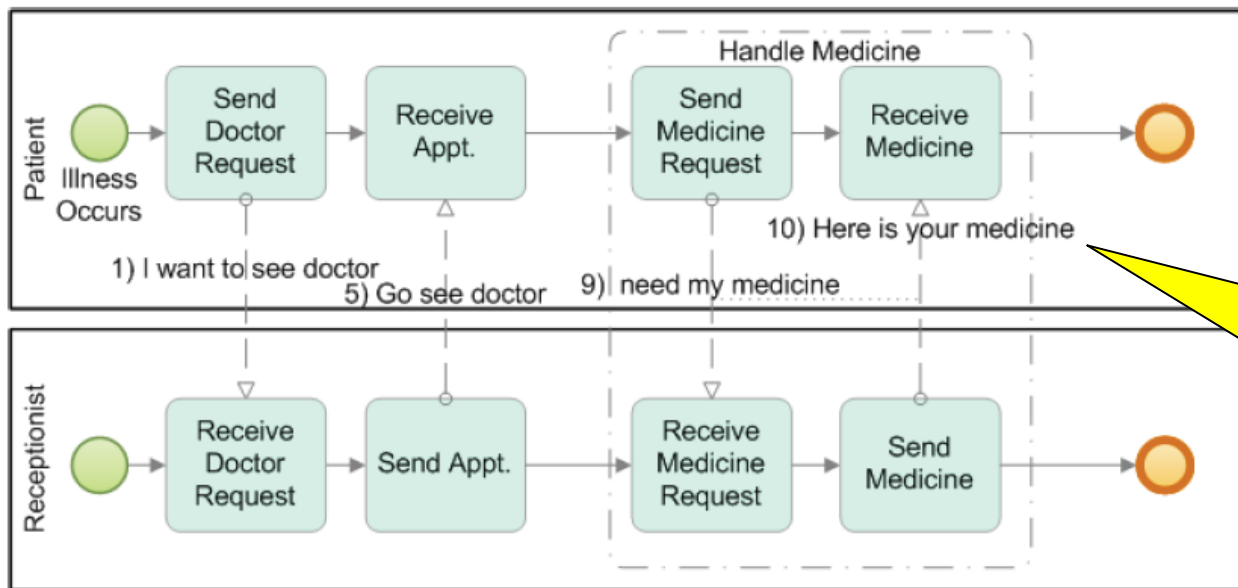 Patient
Handle Medicine
Send
Doctor
Request
Receive
Appt.
Send
Medicine
Request
Receive
Medicine
Illness
Occurs
1) I want to see doctor
5) Go see doctor
9) need my medicine
10) Here is your medicine
Receptionist
Receive
Doctor
Request
Send Appt.
Receive
Medicine
Request
Send
Medicine